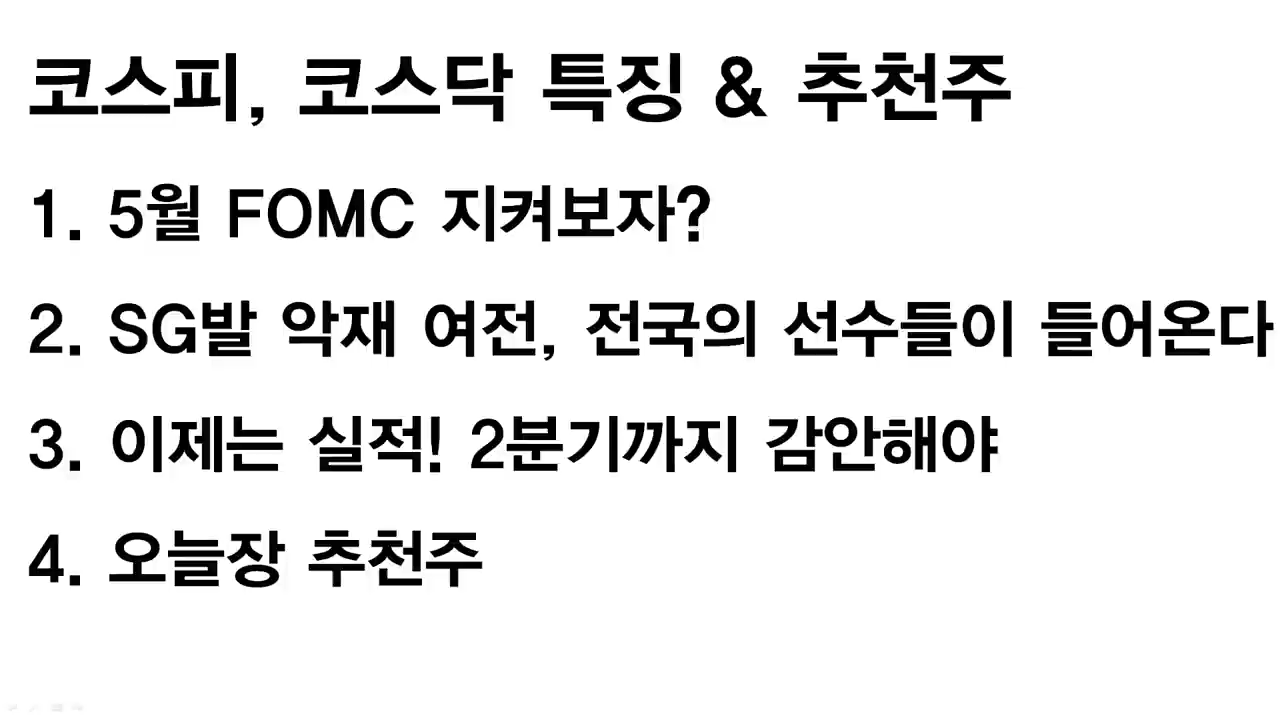 코스피, 코스닥 특징 & 추천주
1. 5월 FOMC 지켜보자?
2. SG발 악재 여전, 전국의 선수들이 들어온다
3. 이제는 실적! 2분기까지 감안해야
4. 오늘장 추천주